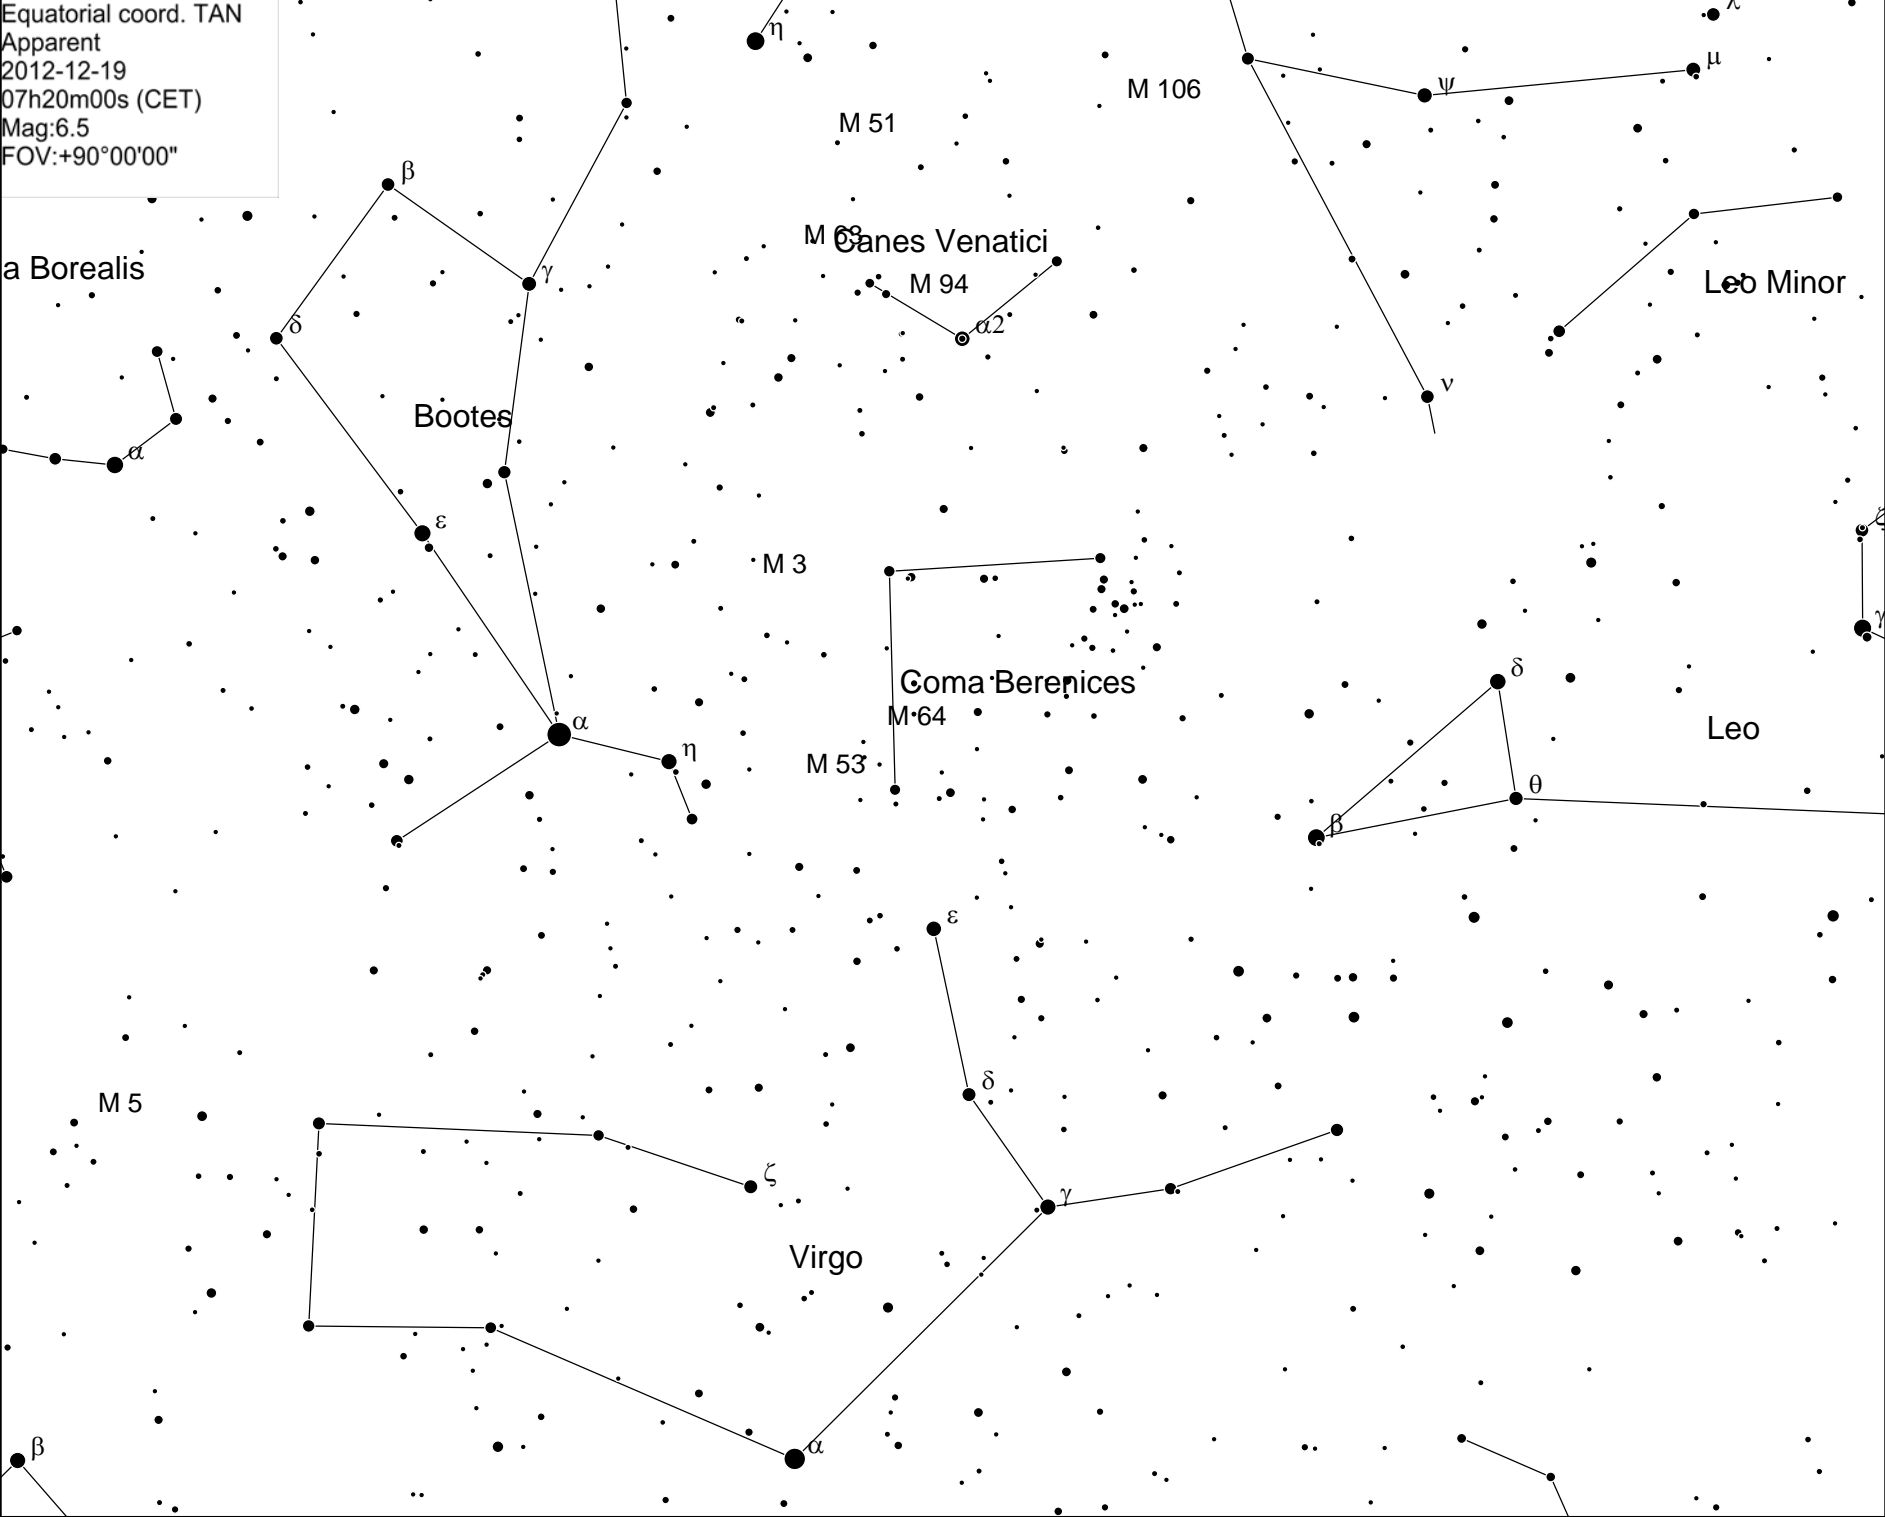 Equatorial coord. TAN
Apparent
2012-12-19
07h20m00s (CET)
Mag:6.5
FOV:+90°00'00"
λ
η
μ
ψ
M 106
M 51
β
M 63
Canes Venatici
a Borealis
γ
M 94
Leo Minor
δ
α2
ν
Bootes
α
ε
ζ
M 3
γ
δ
Coma Berenices
M 64
α
Leo
η
M 53
θ
β
ε
δ
M 5
ζ
γ
Virgo
α
β